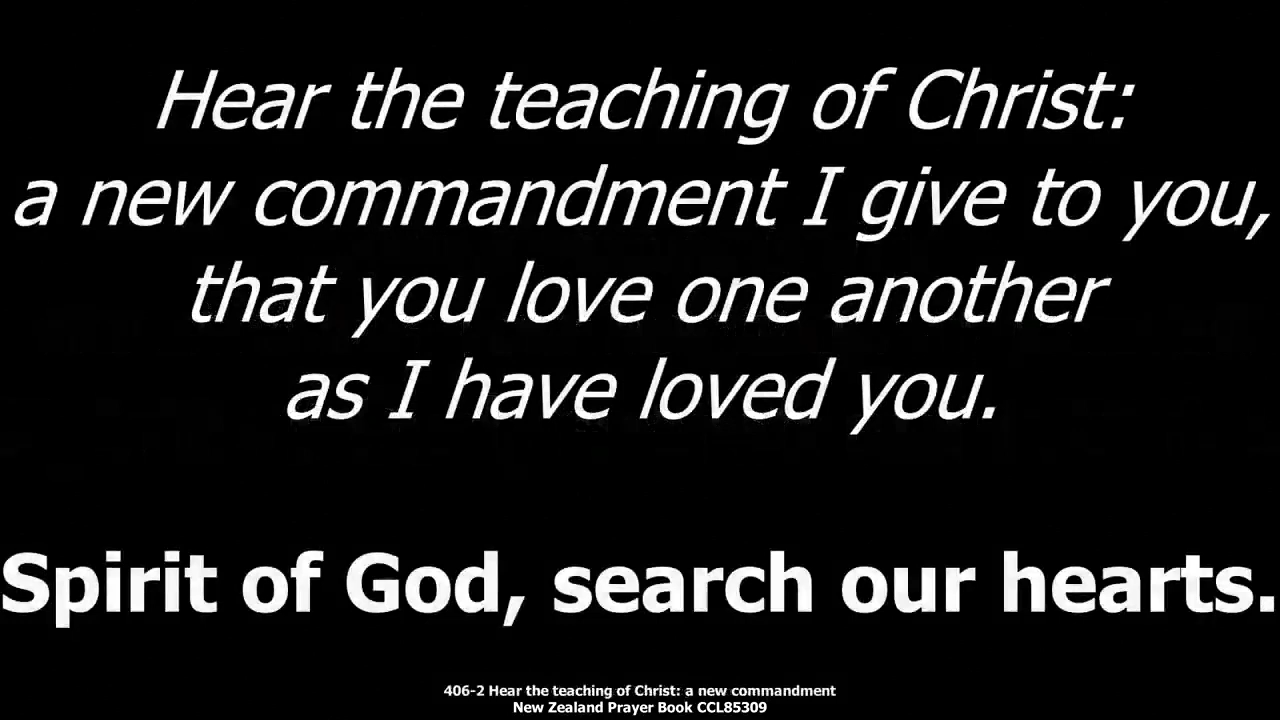 Hear the teaching of Christ:
a new commandment I give to you,
that you love one another
as I have loved you.
Spirit of God, search our hearts.
406-2 Hear the teaching of Christ: a new commandment
New Zealand Prayer Book CCL85309